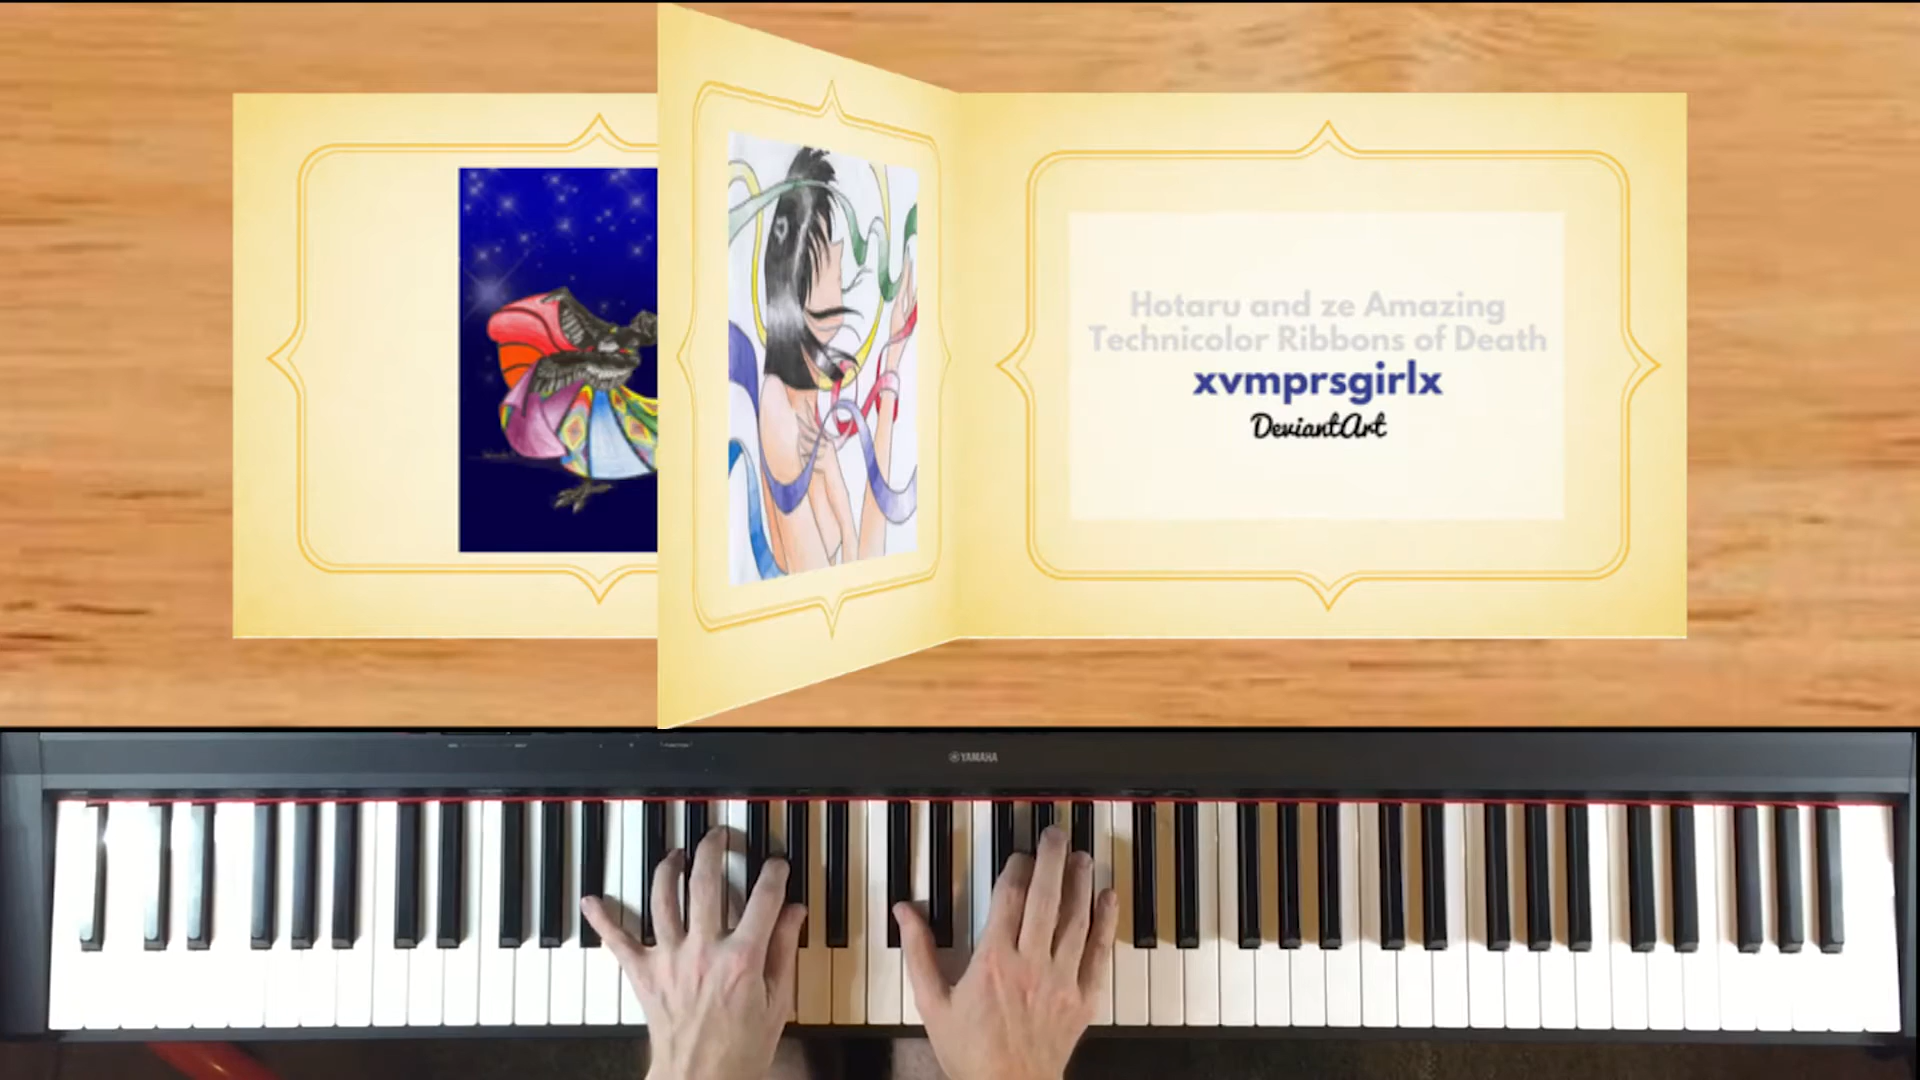 Hotaru and ze Amazing
Technicolor Ribbons of Death
xvmprsgirlx
DeviantArt
YAMAHA